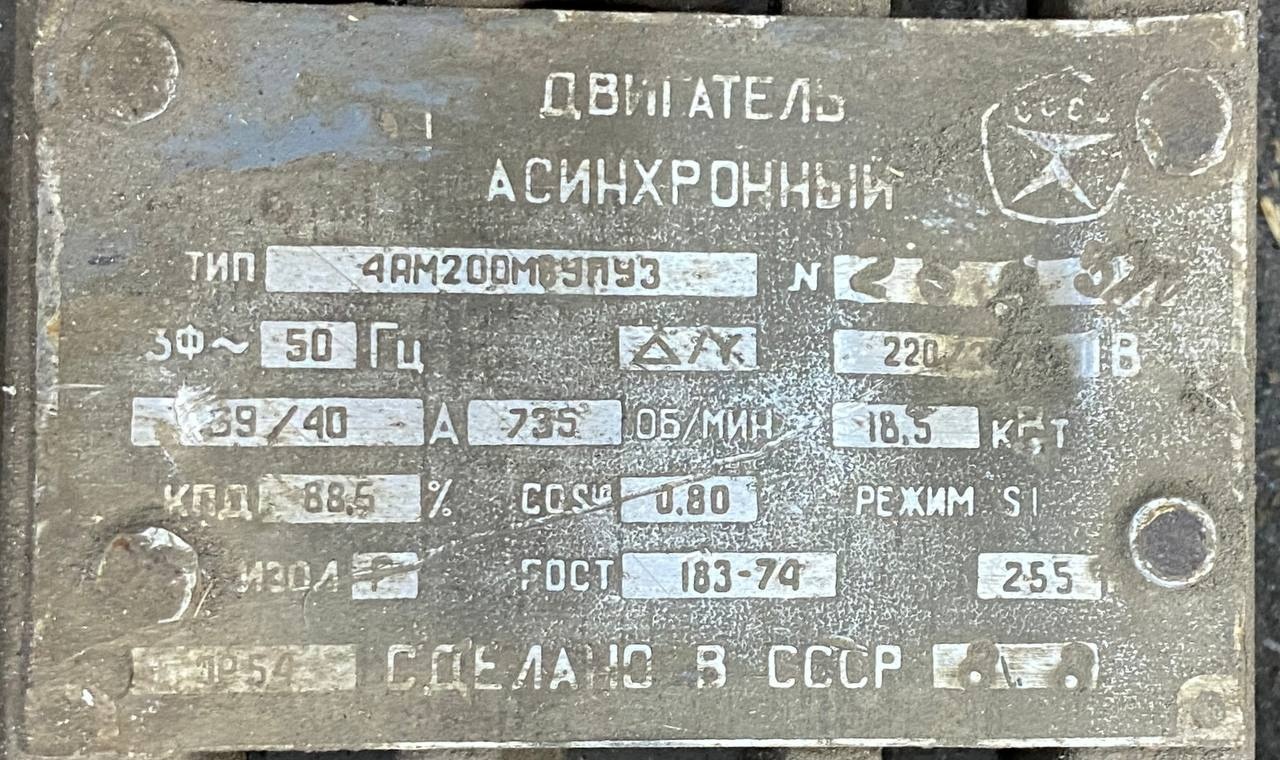 ДВИГАТЕЛЬ
АСИНХРОННЫЙ
СССР
ТИП 4АМ200М8УПУ3 N
3Ф~ 50 Гц Δ/Y 220 В
39/40 А 735 ОБ/МИН 18,5 кВт
КПД 88,5 % COSφ 0,80 РЕЖИМ S1
ИЗОЛ F ГОСТ 183-74 255
IP54 СДЕЛАНО В СССР